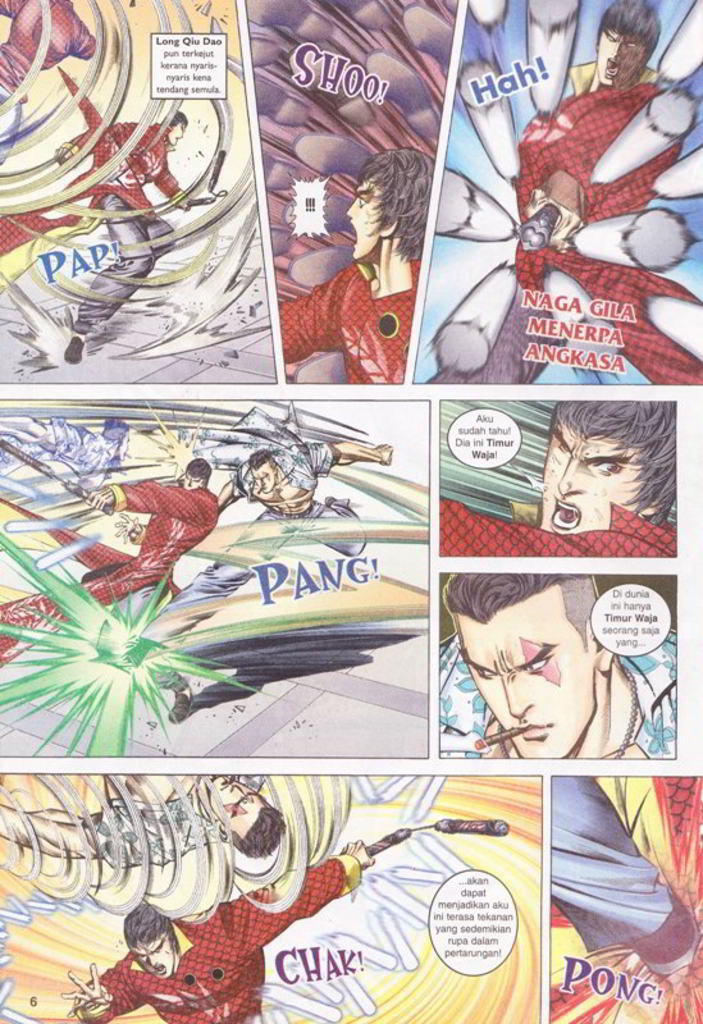 Long Qiu Dao
pun terkejut
kerana nyaris-
nyaris kena
tendang semula.
PAP!
SHOO!
!!!
Hah!
NAGA GILA
MENERPA
ANGKASA
PANG!
Aku
sudah tahu!
Dia ini Timur
Waja!
Di dunia
ini hanya
Timur Waja
seorang saja
yang...
...akan
dapat
menjadikan aku
ini terasa tekanan
yang sedemikian
rupa dalam
pertarungan!
CHAK!
PONG!
6